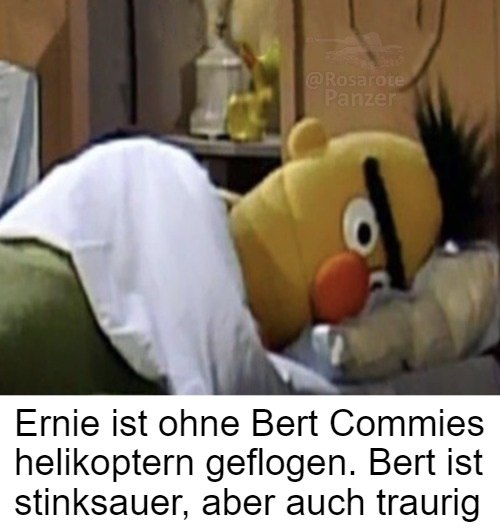 @Rosarote
Panzer
Ernie ist ohne Bert Commies
helikoptern geflogen. Bert ist
stinksauer, aber auch traurig